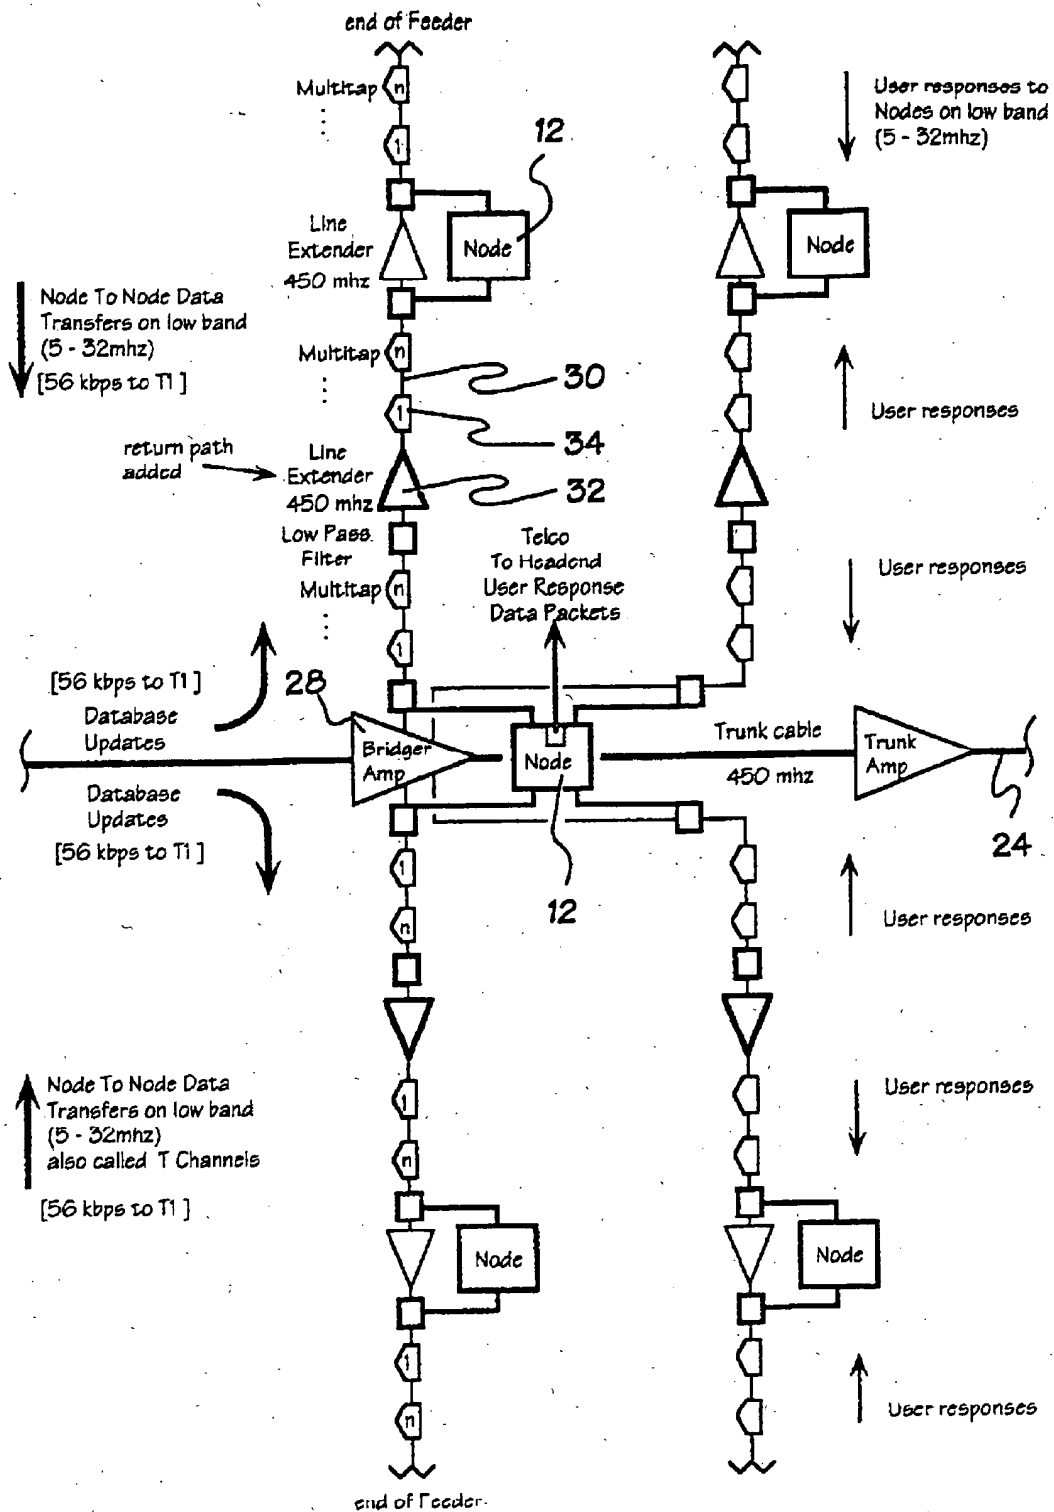 end of Feeder
Multitap
n
1
12
User responses to
Nodes on low band
(5 - 32mhz)
Line
Extender
450 mhz
Node
Node
Node To Node Data
Transfers on low band
(5 - 32mhz)
[56 kbps to T1 ]
Multitap
n
30
1
34
User responses
return path
added
Line
Extender
450 mhz
32
Low Pass
Filter
Telco
To Headend
User Response
Data Packets
User responses
Multitap
n
1
[56 kbps to T1 ]
28
Database
Updates
Bridger
Amp
Node
Trunk cable
450 mhz
Trunk
Amp
Database
Updates
[56 kbps to T1 ]
24
1
12
n
User responses
Node To Node Data
Transfers on low band
(5 - 32mhz)
also called T Channels
[56 kbps to T1 ]
1
User responses
n
Node
Node
1
n
User responses
end of Feeder